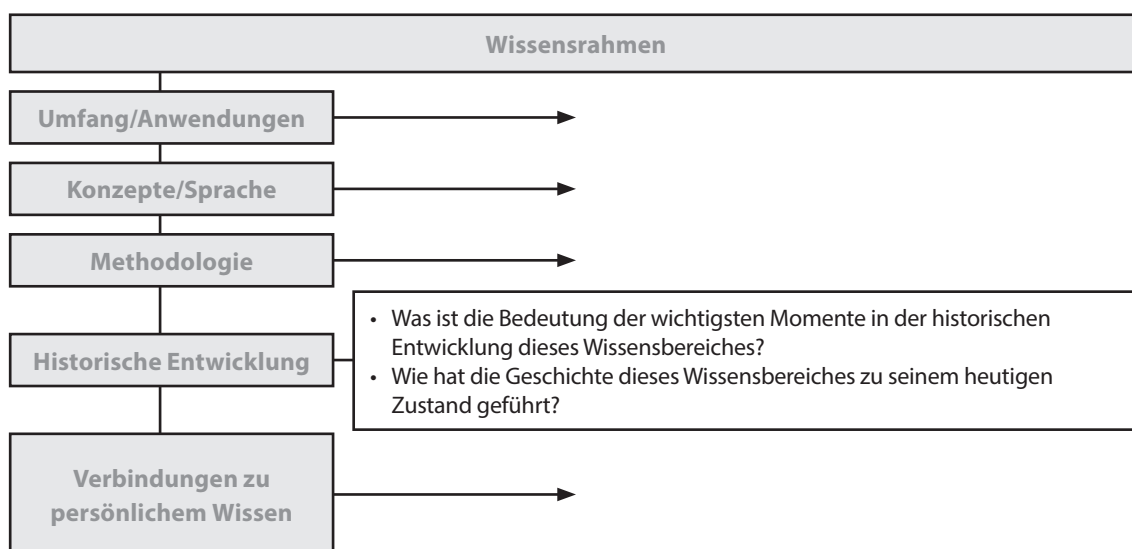 Wissensrahmen
Umfang/Anwendungen
Konzepte/Sprache
Methodologie
Historische Entwicklung
• Was ist die Bedeutung der wichtigsten Momente in der historischen
Entwicklung dieses Wissensbereiches?
• Wie hat die Geschichte dieses Wissensbereiches zu seinem heutigen
Zustand geführt?
Verbindungen zu
persönlichem Wissen